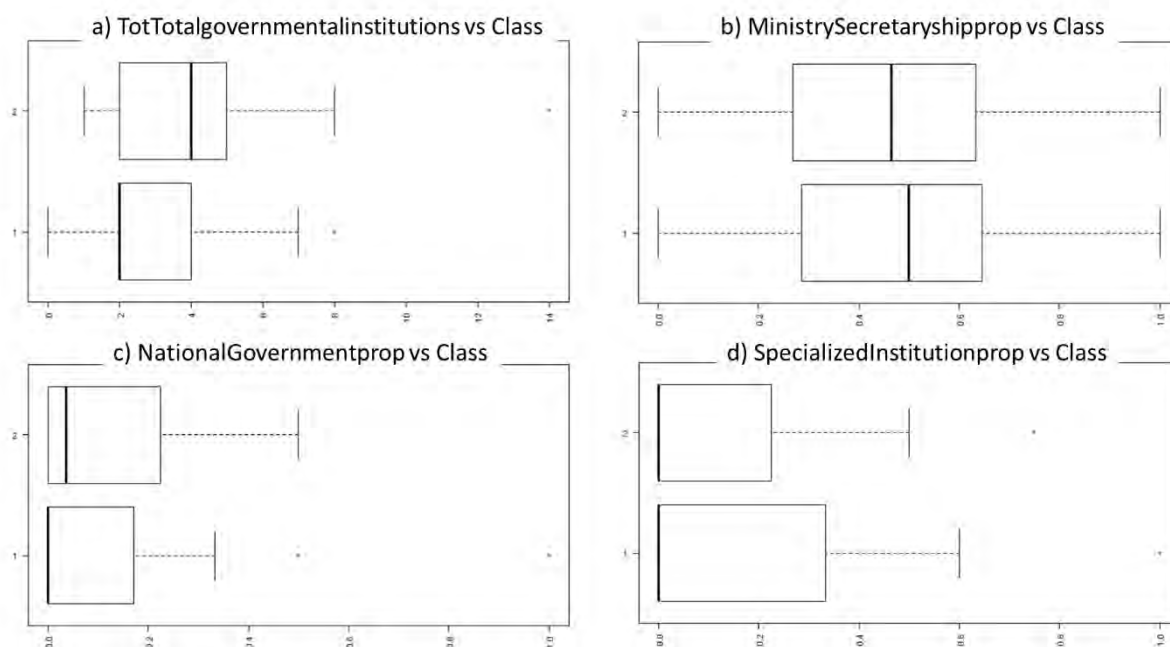 a) TotTotalgovernmentalinstitutions vs Class
2
1
0 2 4 6 8 10 12 14
b) MinistrySecretaryshipprop vs Class
2
1
0.0 0.2 0.4 0.6 0.8 1.0
c) NationalGovernmentprop vs Class
2
1
0.0 0.2 0.4 0.6 0.8 1.0
d) SpecializedInstitutionprop vs Class
2
1
0.0 0.2 0.4 0.6 0.8 1.0